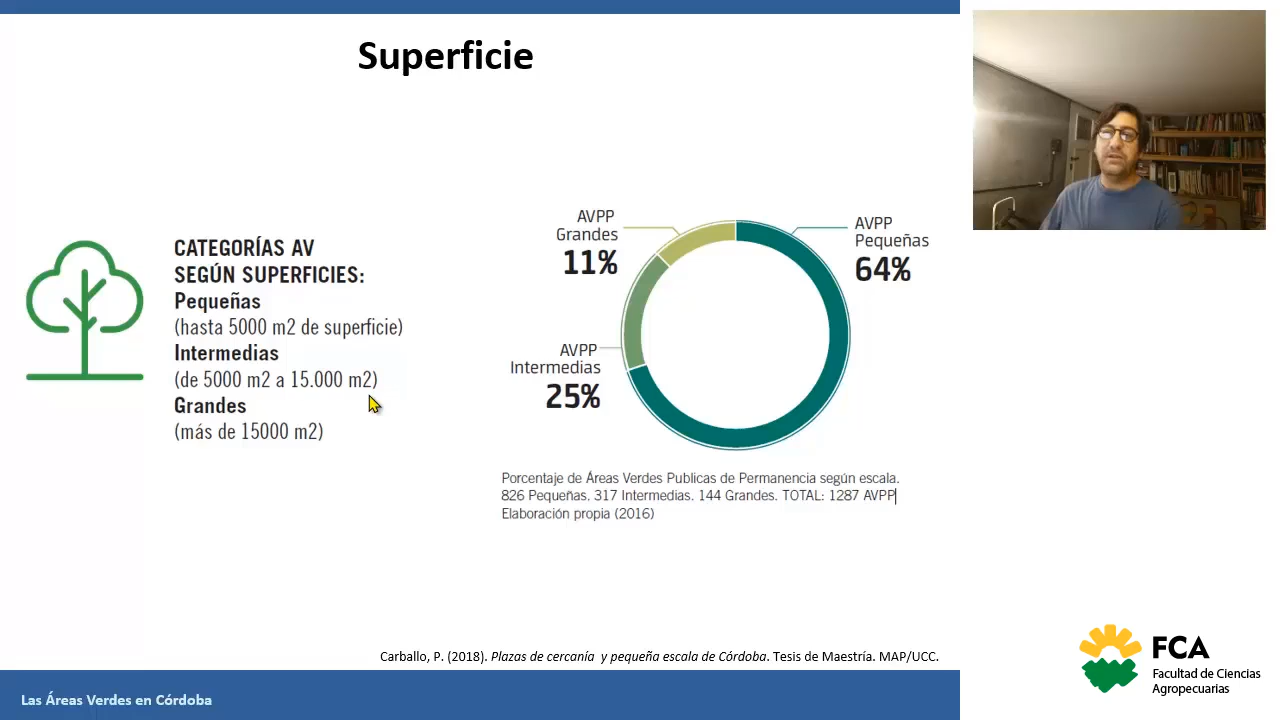 Superficie
CATEGORÍAS AV
SEGÚN SUPERFICIES:
Pequeñas
(hasta 5000 m2 de superficie)
Intermedias
(de 5000 m2 a 15.000 m2)
Grandes
(más de 15000 m2)
AVPP
Grandes
11%
AVPP
Pequeñas
64%
AVPP
Intermedias
25%
Porcentaje de Áreas Verdes Publicas de Permanencia según escala.
826 Pequeñas. 317 Intermedias. 144 Grandes. TOTAL: 1287 AVPP
Elaboración propia (2016)
Carballo, P. (2018). Plazas de cercanía y pequeña escala de Córdoba. Tesis de Maestría. MAP/UCC.
Las Áreas Verdes en Córdoba
FCA
Facultad de Ciencias
Agropecuarias